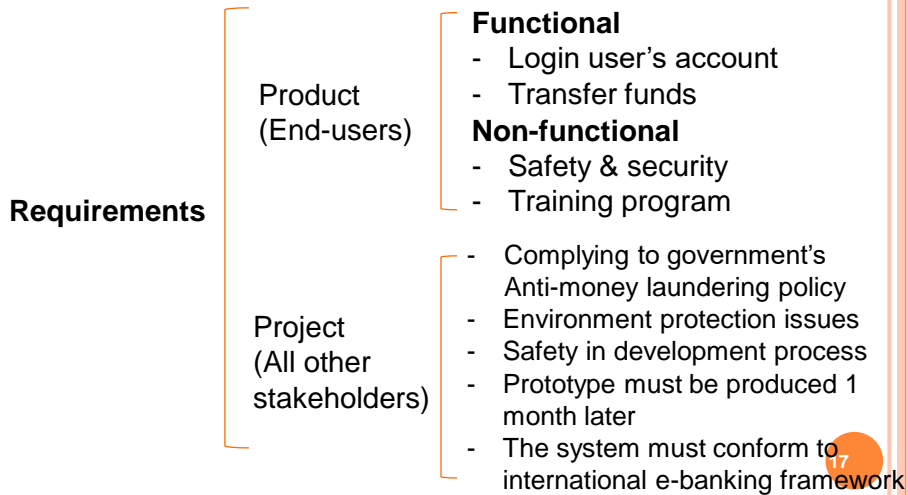 Requirements
Product
(End-users)
Functional
- Login user's account
- Transfer funds
Non-functional
- Safety & security
- Training program
Project
(All other
stakeholders)
- Complying to government's
Anti-money laundering policy
- Environment protection issues
- Safety in development process
- Prototype must be produced 1
month later
- The system must conform to
international e-banking framework
17